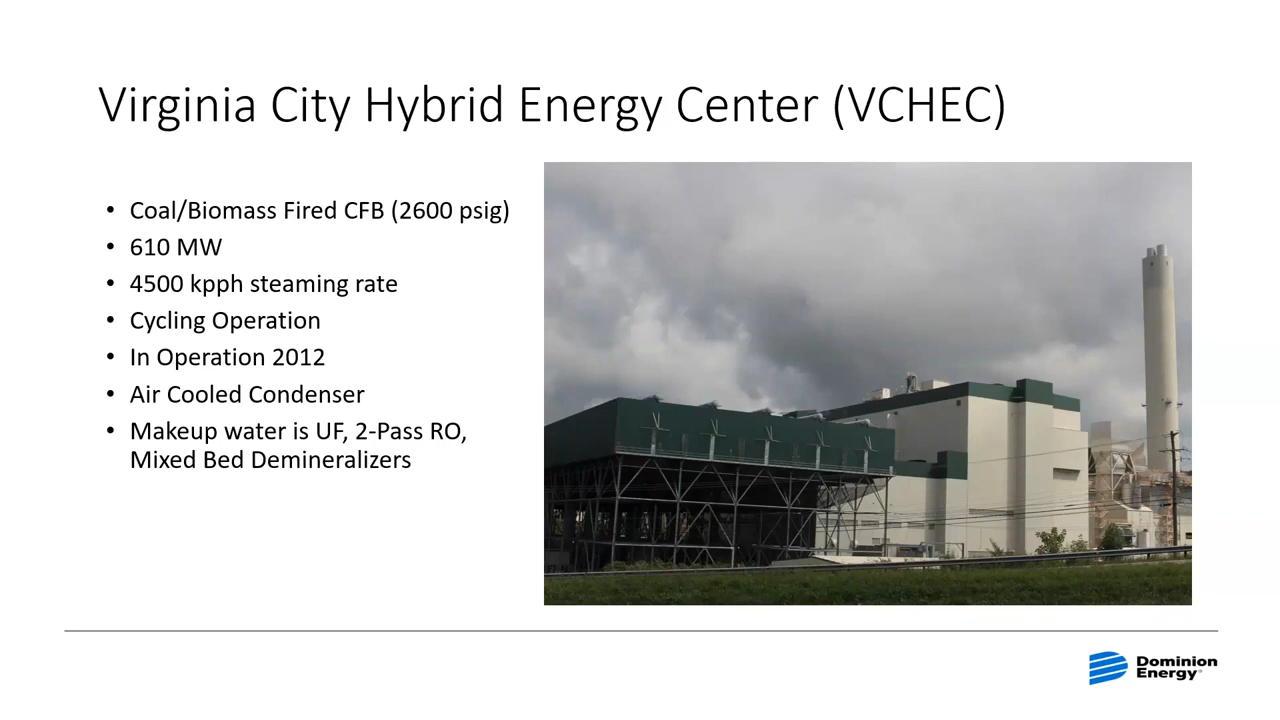 Virginia City Hybrid Energy Center (VCHEC)
• Coal/Biomass Fired CFB (2600 psig)
• 610 MW
• 4500 kpph steaming rate
• Cycling Operation
• In Operation 2012
• Air Cooled Condenser
• Makeup water is UF, 2-Pass RO,
Mixed Bed Demineralizers
Dominion
Energy®